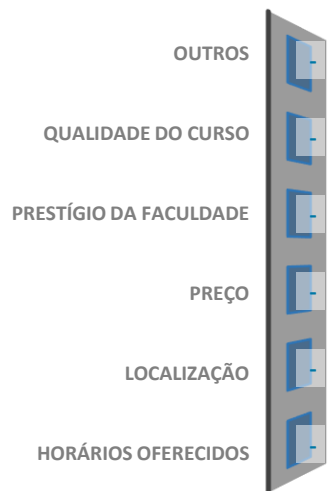 OUTROS
QUALIDADE DO CURSO
PRESTÍGIO DA FACULDADE
PREÇO
LOCALIZAÇÃO
HORÁRIOS OFERECIDOS